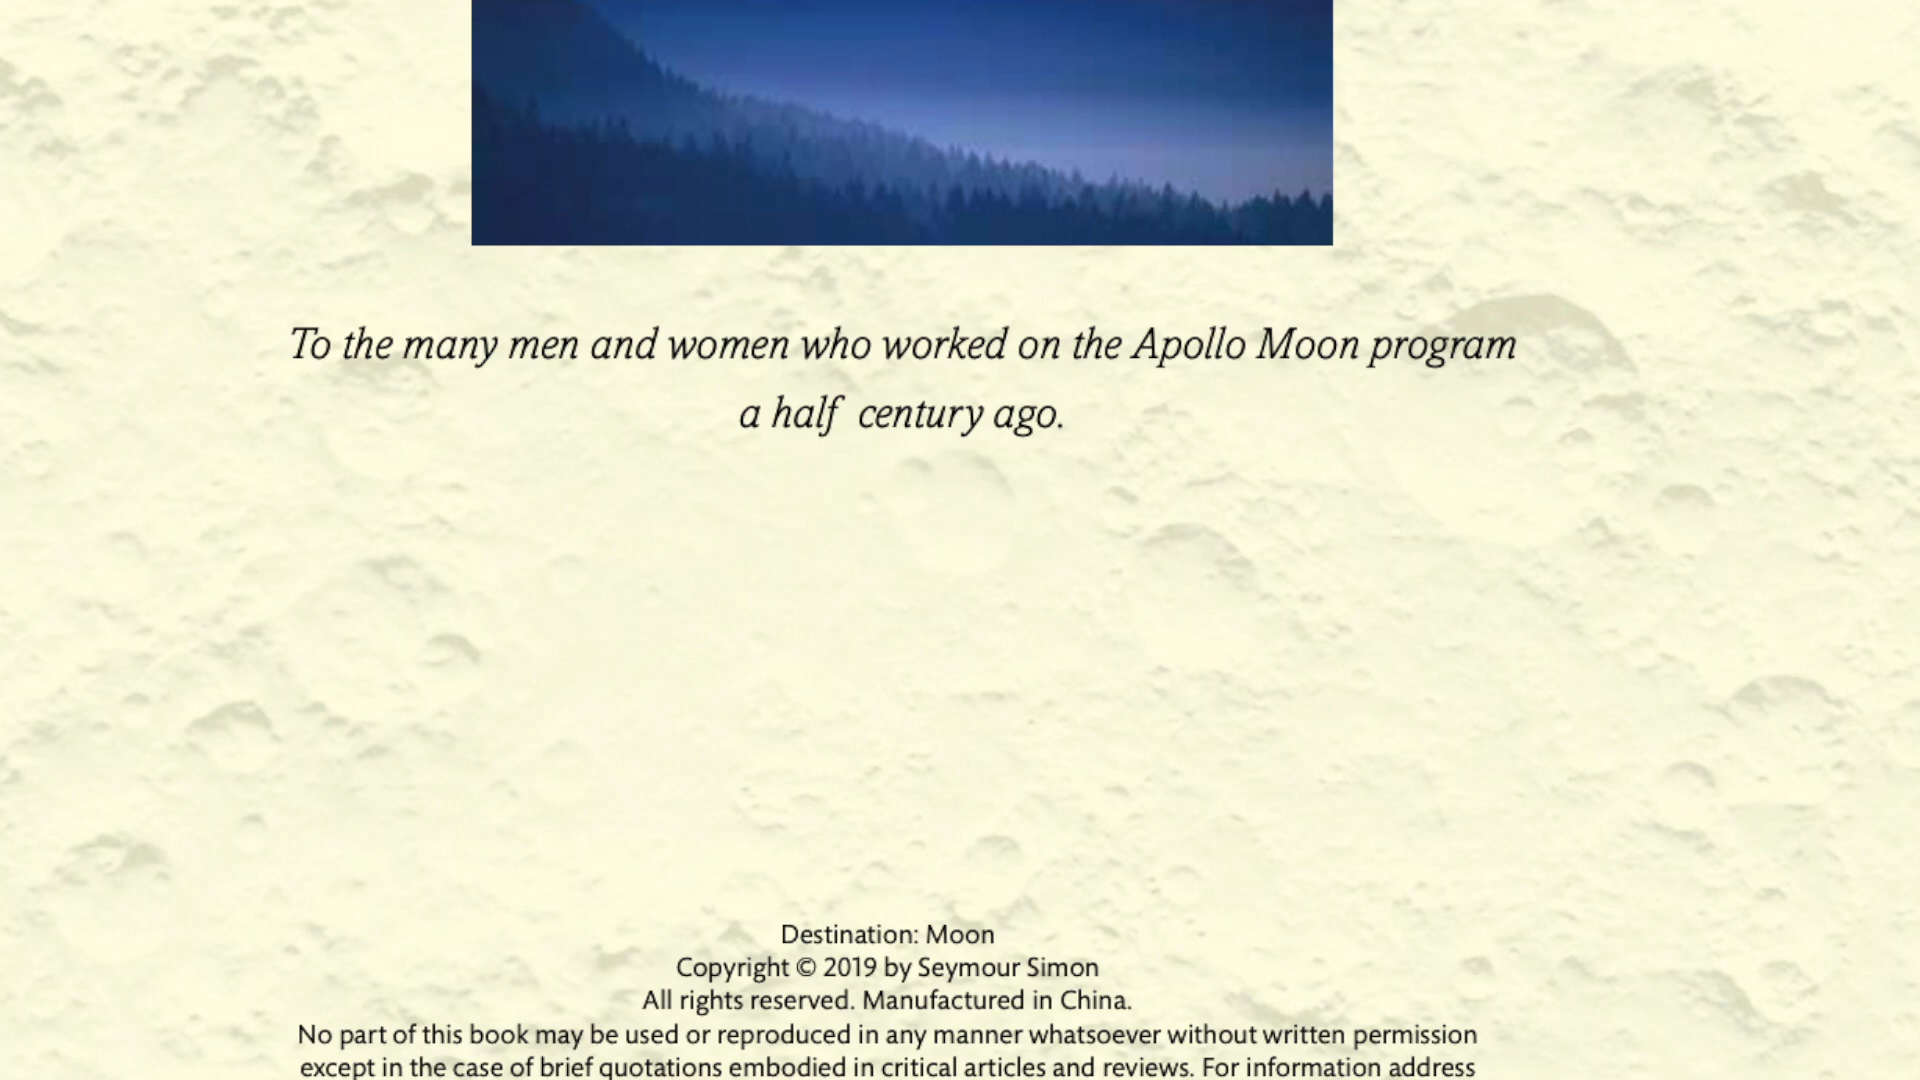 To the many men and women who worked on the Apollo Moon program
a half century ago.
Destination: Moon
Copyright © 2019 by Seymour Simon
All rights reserved. Manufactured in China.
No part of this book may be used or reproduced in any manner whatsoever without written permission
except in the case of brief quotations embodied in critical articles and reviews. For information address